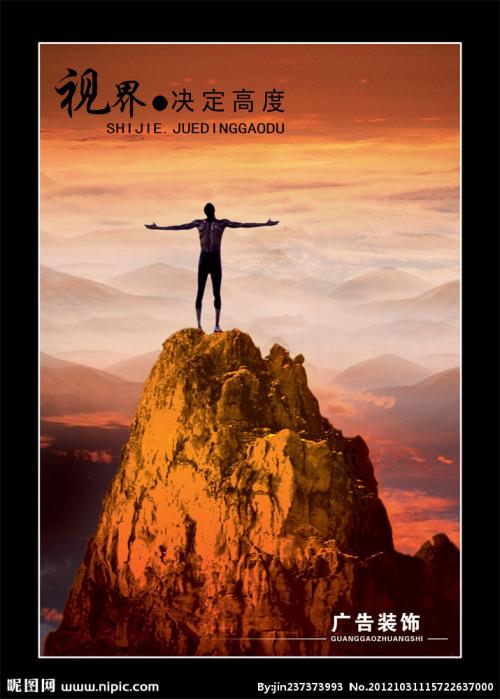 视界●决定高度
SHIJIE. JUEDINGGAODU
广告装饰
GUANGGAOZHUANGSHI
昵图网 www.nipic.com By:jin237373993 No.20121031115722637000